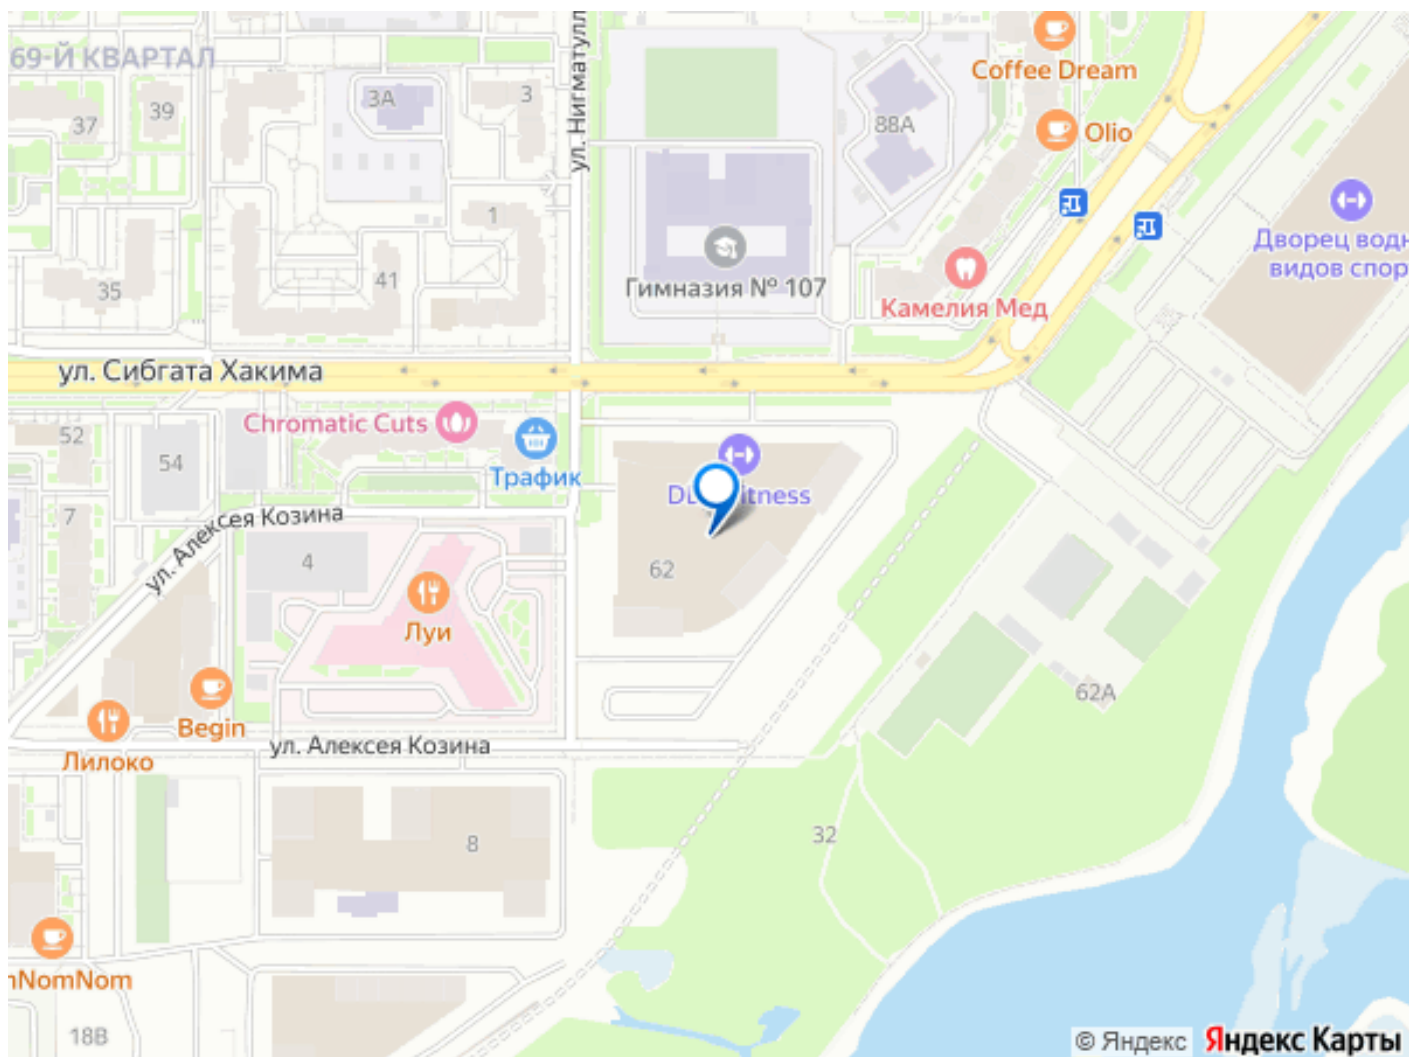 Coffee Dream
69-Й КВАРТАЛ
ул. Нигматулл
3А
3
39
37
88А
Olio
1
Дворец водн
видов спор
35
41
Гимназия № 107
Камелия Мед
ул. Сибгата Хакима
Chromatic Cuts
52
54
Трафик
7
ул. Алексея Козина
4
62
Луи
62А
Begin
ул. Алексея Козина
Лилоко
32
8
nNomNom
18В
© Яндекс Яндекс Карты